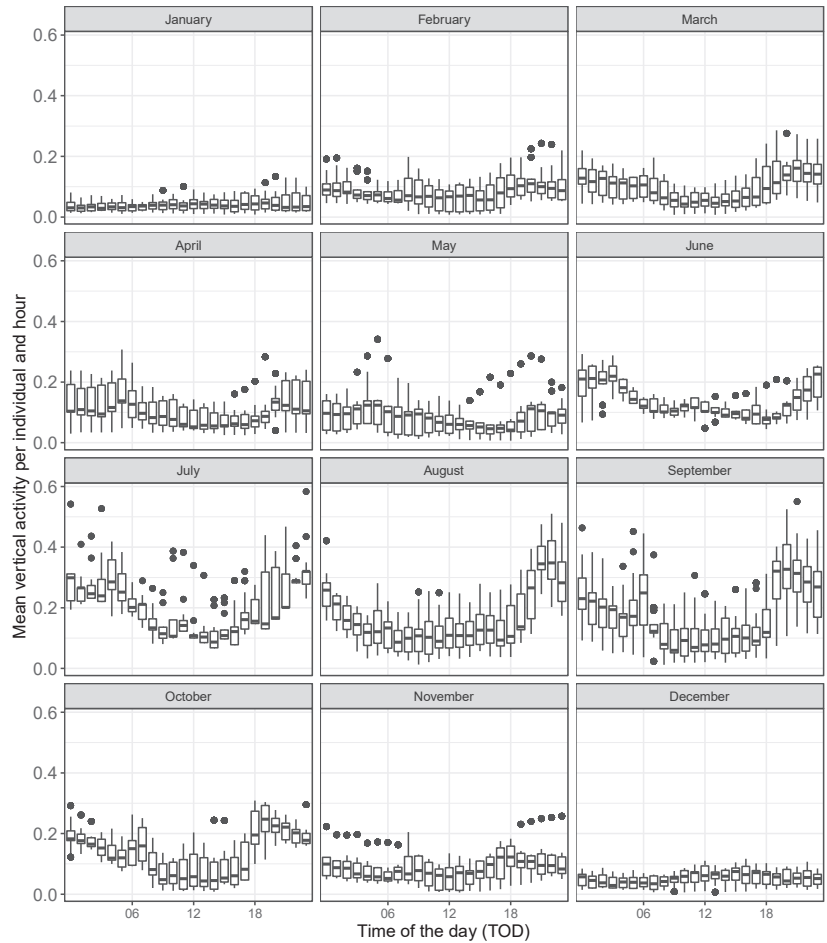 January February March
0.6
0.4
0.2
0.0
April May June
0.6
0.4
0.2
0.0
Mean vertical activity per individual and hour
July August September
0.6
0.4
0.2
0.0
October November December
0.6
0.4
0.2
0.0
06 12 18 06 12 18 06 12 18
Time of the day (TOD)